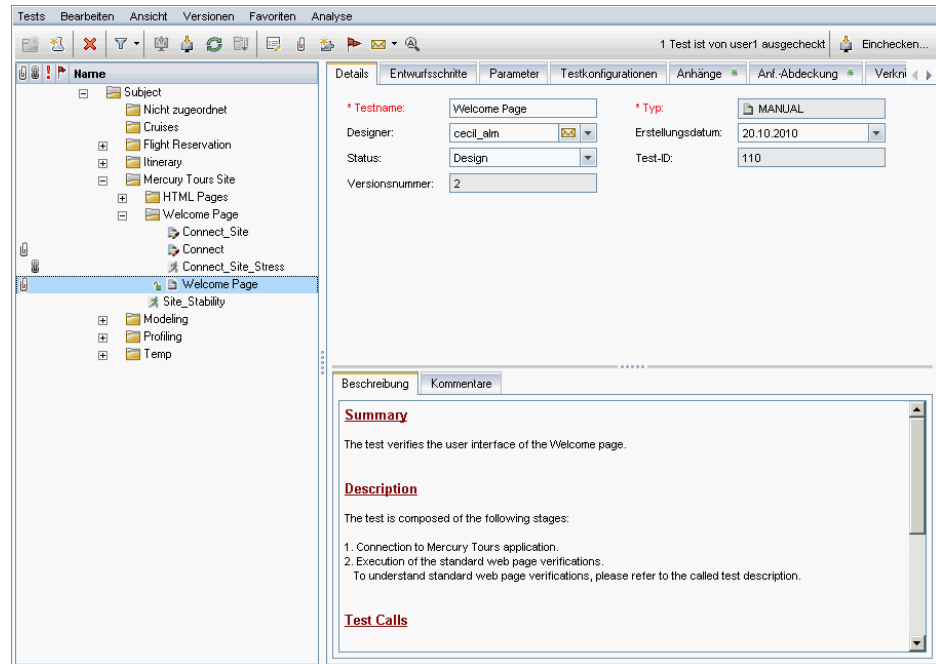 Tests Bearbeiten Ansicht Versionen Favoriten Analyse
1 Test ist von user1 ausgecheckt Einchecken...
Name
Subject
Nicht zugeordnet
Cruises
Flight Reservation
Itinerary
Mercury Tours Site
HTML Pages
Welcome Page
Connect_Site
Connect
Connect_Site_Stress
Welcome Page
Site_Stability
Modeling
Profiling
Temp
Details Entwurfsschritte Parameter Testkonfigurationen Anhänge * Anf.-Abdeckung * Verkni
* Testname: Welcome Page * Typ: MANUAL
Designer: cecil_alm Erstellungsdatum: 20.10.2010
Status: Design Test-ID: 110
Versionsnummer: 2
Beschreibung Kommentare
Summary
The test verifies the user interface of the Welcome page.
Description
The test is composed of the following stages:
1. Connection to Mercury Tours application.
2. Execution of the standard web page verifications.
To understand standard web page verifications, please refer to the called test description.
Test Calls